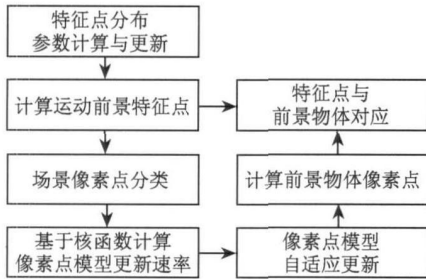 特征点分布
参数计算与更新
计算运动前景特征点
特征点与
前景物体对应
场景像素点分类
计算前景物体像素点
基于核函数计算
像素点模型更新速率
像素点模型
自适应更新